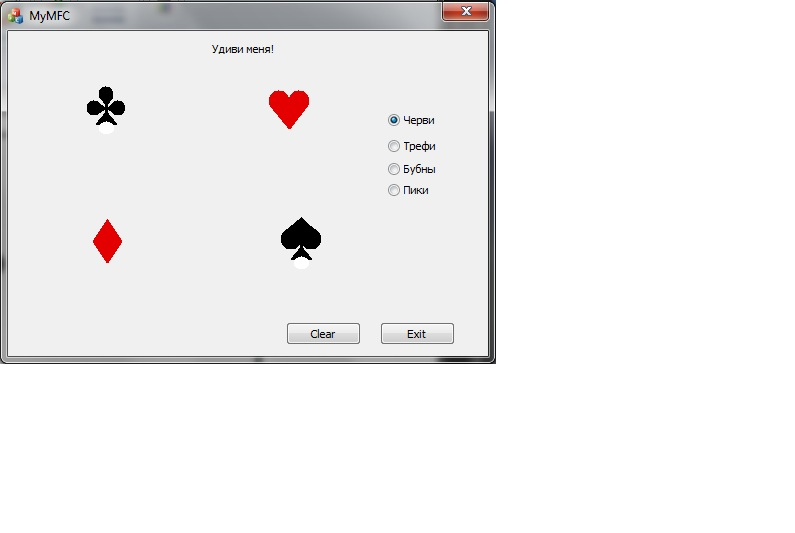 MyMFC
Удиви меня!
Черви
Трефи
Бубны
Пики
Clear
Exit